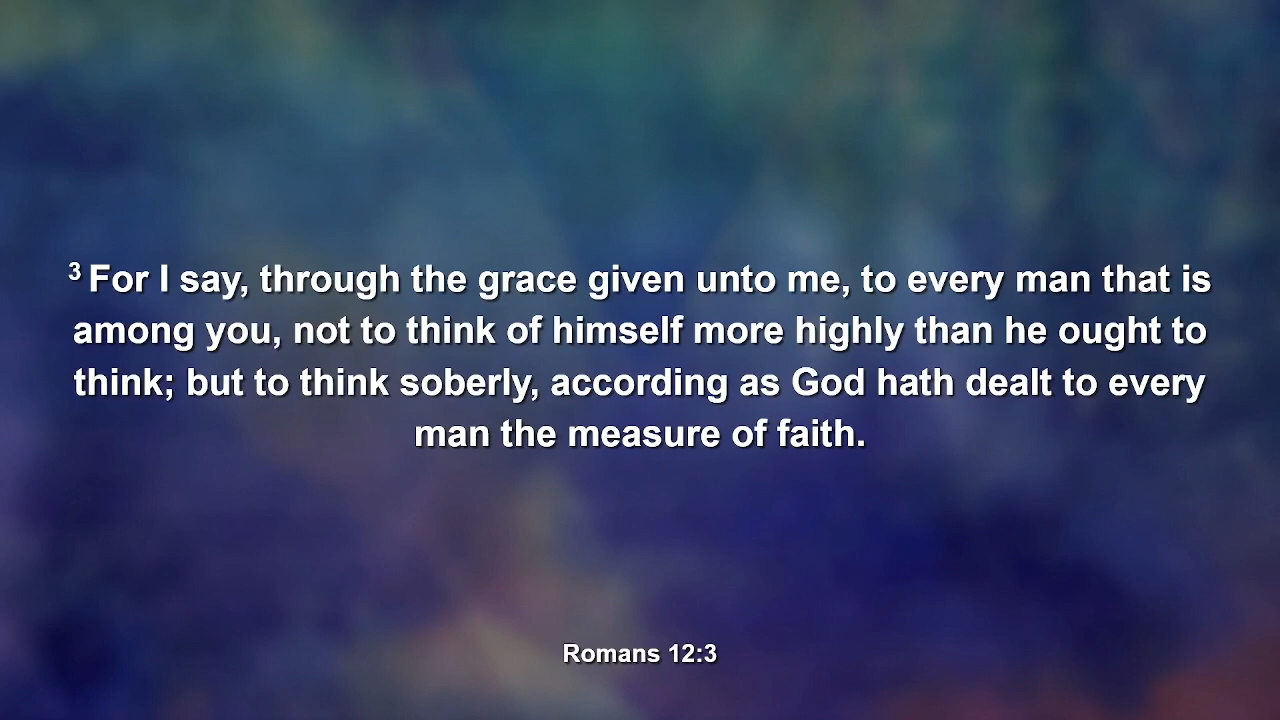 3 For I say, through the grace given unto me, to every man that is
among you, not to think of himself more highly than he ought to
think; but to think soberly, according as God hath dealt to every
man the measure of faith.
Romans 12:3